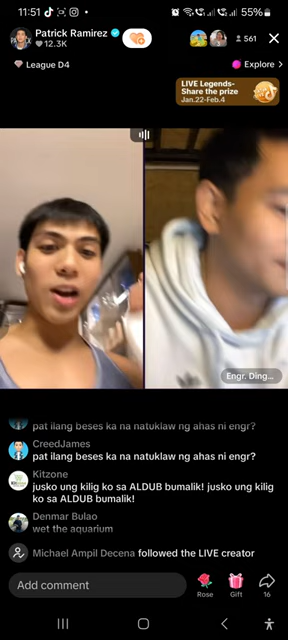 11:51
55%
Patrick Ramirez
12.3K
561
League D4
Explore >
LIVE Legends-
Share the prize
Jan.22-Feb.4
Engr. Ding...
pat ilang beses ka na natuklaw ng ahas ni engr?
CreedJames
pat ilang beses ka na natuklaw ng ahas ni engr?
Kitzone
jusko ung kilig ko sa ALDUB bumalik! jusko ung kilig
ko sa ALDUB bumalik!
Denmar Bulao
wet the aquarium
Michael Ampil Decena followed the LIVE creator
Add comment
Rose
Gift
16